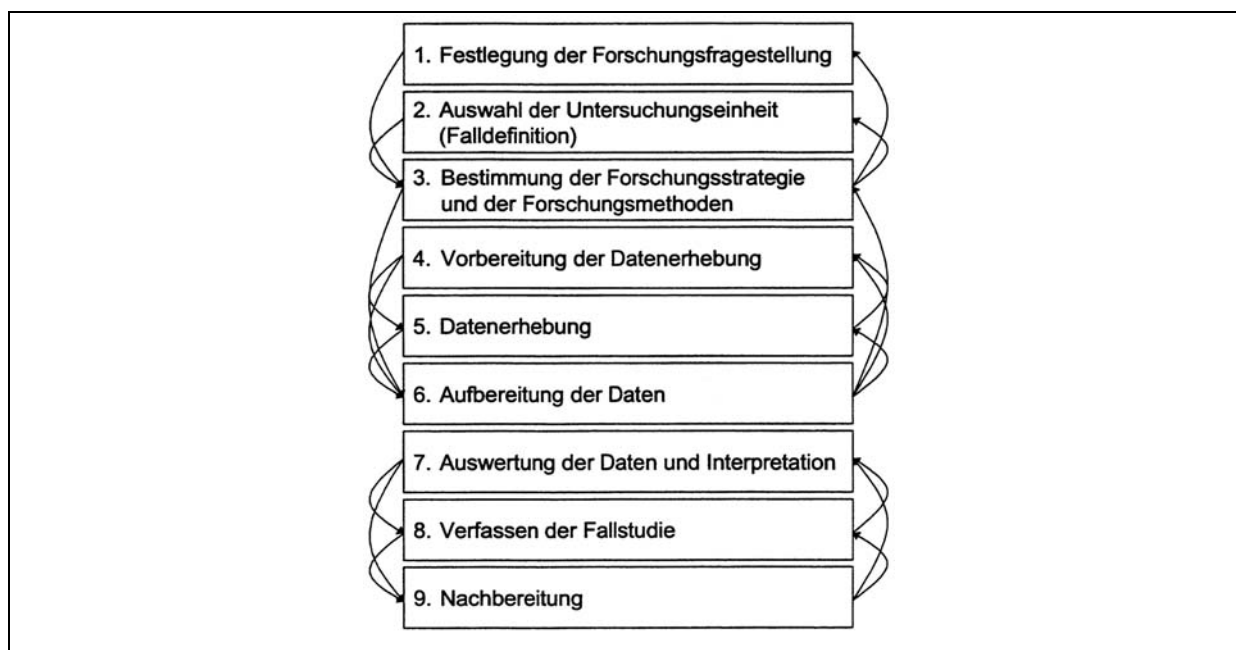 1. Festlegung der Forschungsfragestellung
2. Auswahl der Untersuchungseinheit
(Falldefinition)
3. Bestimmung der Forschungsstrategie
und der Forschungsmethoden
4. Vorbereitung der Datenerhebung
5. Datenerhebung
6. Aufbereitung der Daten
7. Auswertung der Daten und Interpretation
8. Verfassen der Fallstudie
9. Nachbereitung